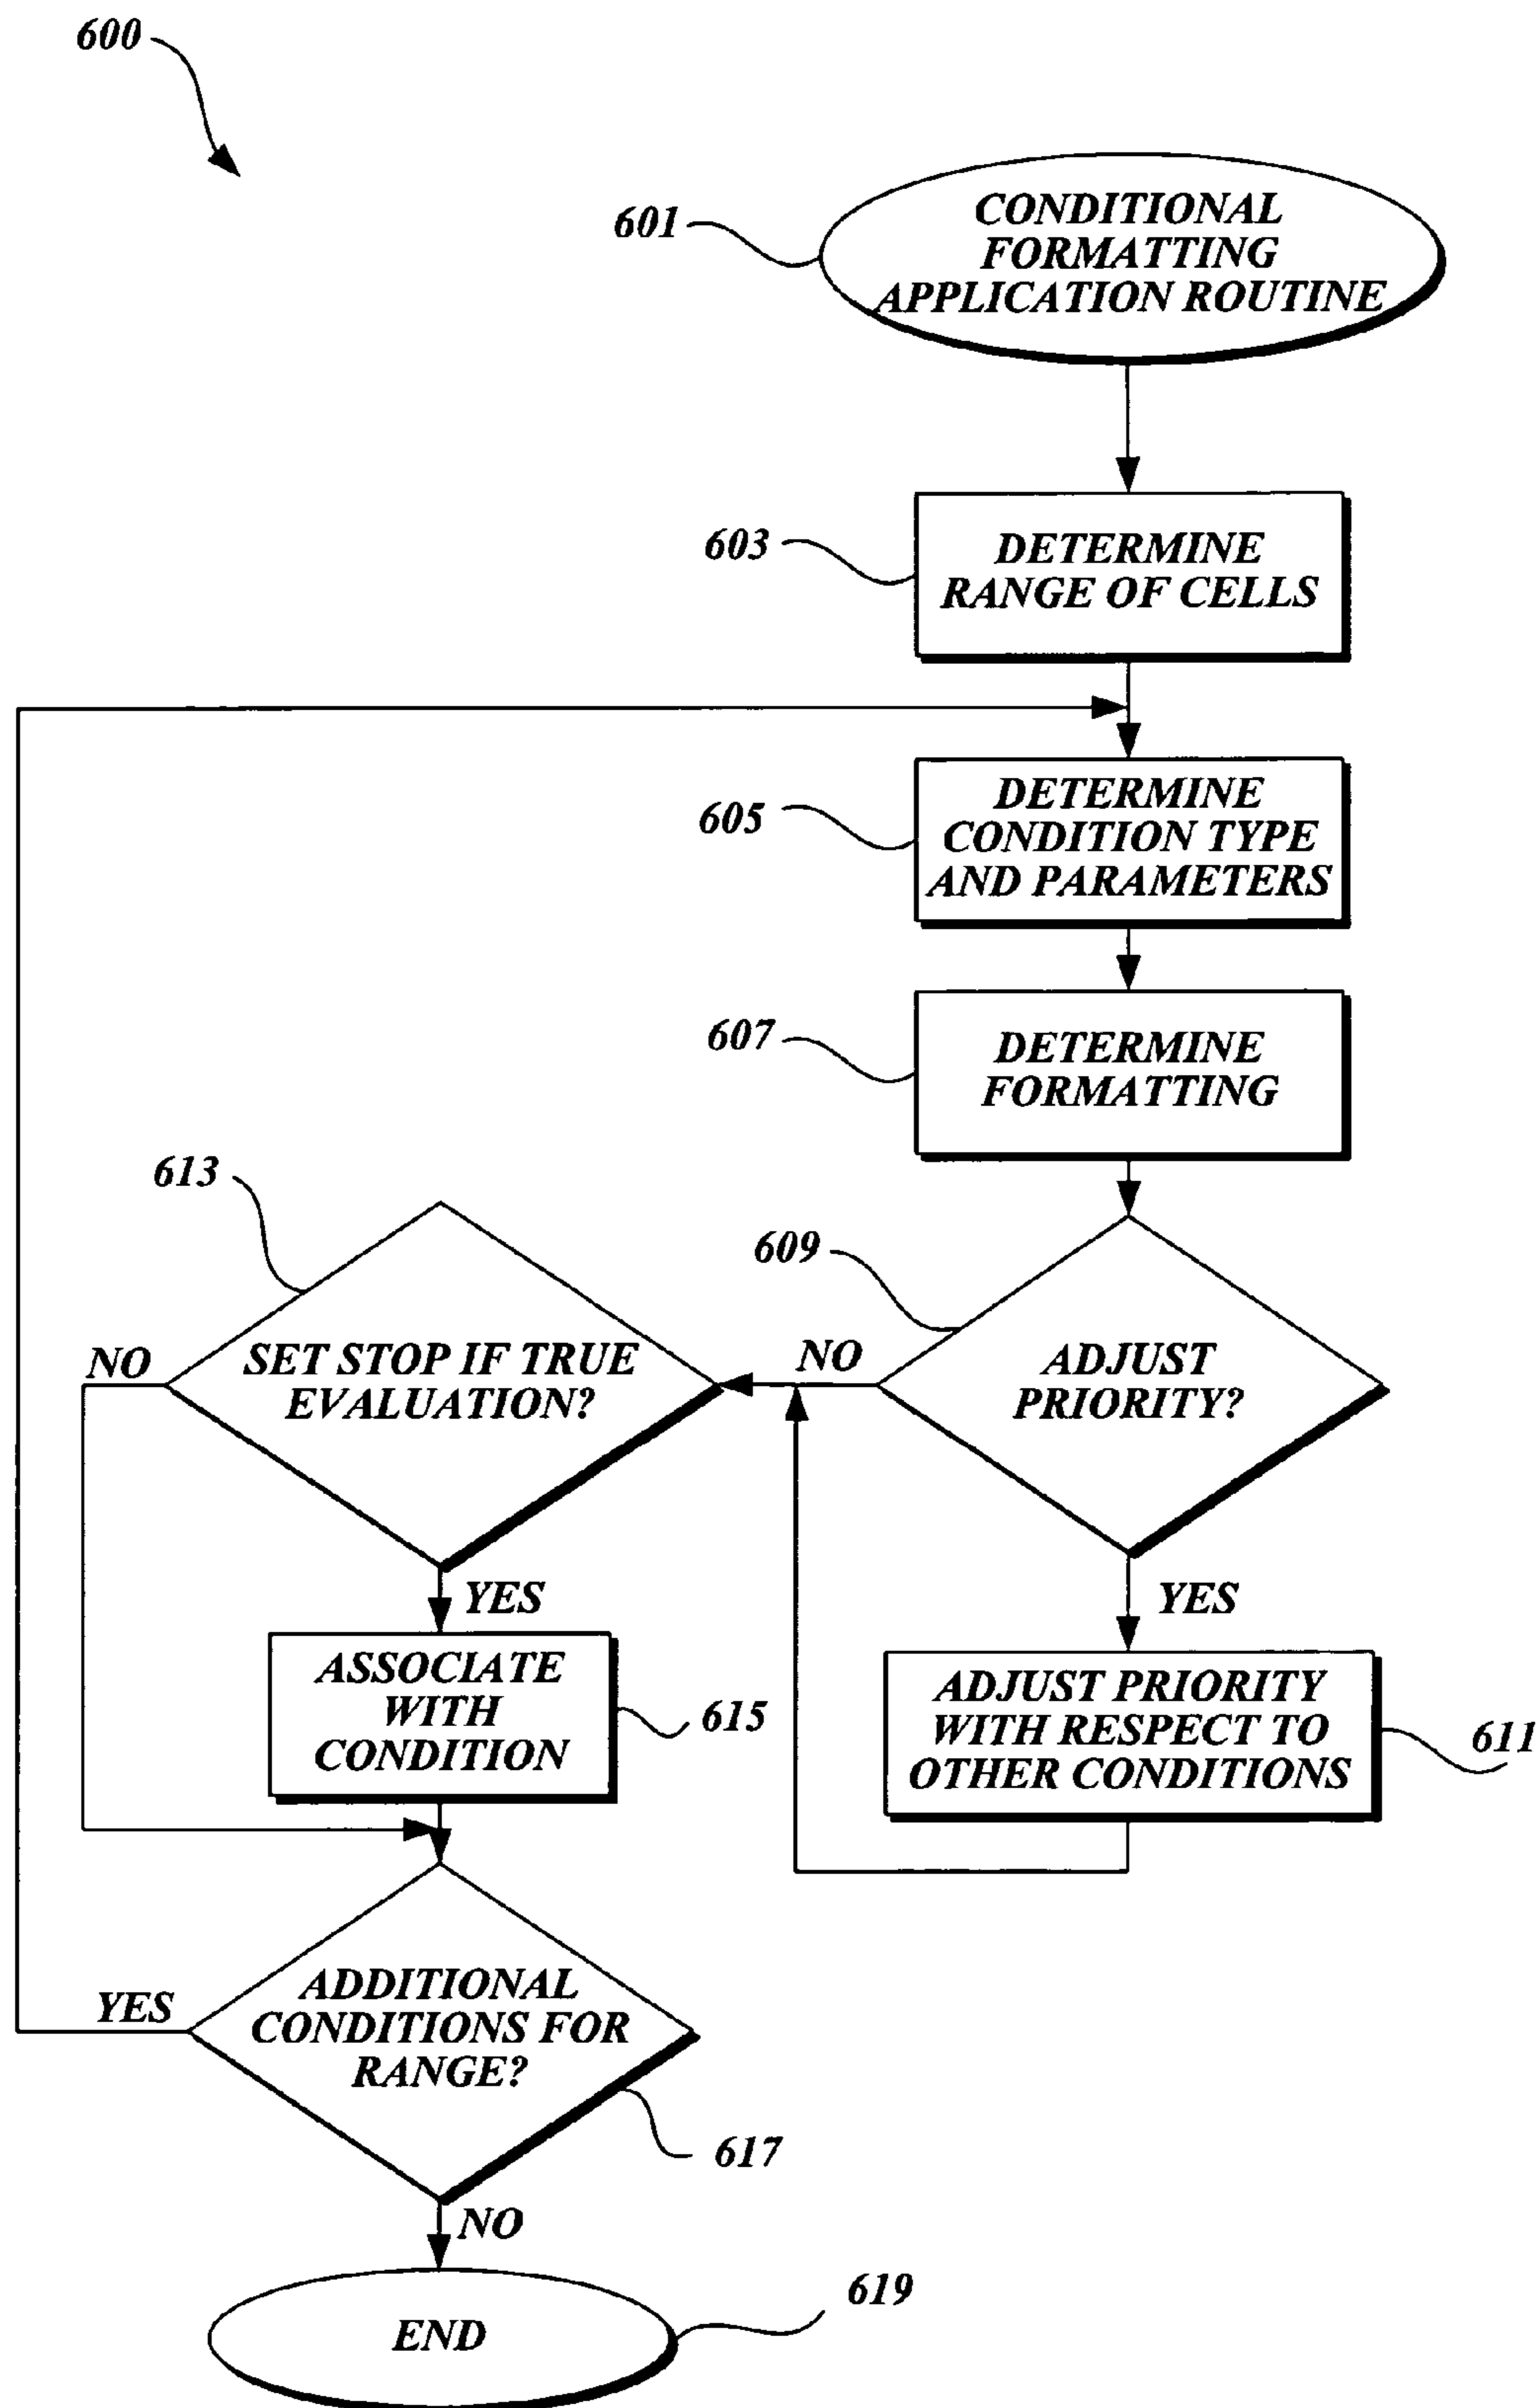 600
601
CONDITIONAL
FORMATTING
APPLICATION ROUTINE
603
DETERMINE
RANGE OF CELLS
605
DETERMINE
CONDITION TYPE
AND PARAMETERS
607
DETERMINE
FORMATTING
609
ADJUST
PRIORITY?
NO
YES
611
ADJUST PRIORITY
WITH RESPECT TO
OTHER CONDITIONS
613
SET STOP IF TRUE
EVALUATION?
NO
YES
ASSOCIATE
WITH
CONDITION
615
ADDITIONAL
CONDITIONS FOR
RANGE?
YES
617
NO
END
619